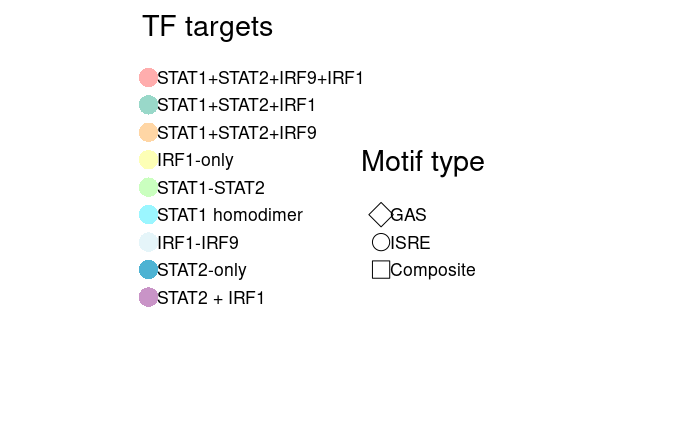 TF targets
STAT1+STAT2+IRF9+IRF1
STAT1+STAT2+IRF1
STAT1+STAT2+IRF9
IRF1-only
STAT1-STAT2
STAT1 homodimer
IRF1-IRF9
STAT2-only
STAT2 + IRF1
Motif type
GAS
ISRE
Composite